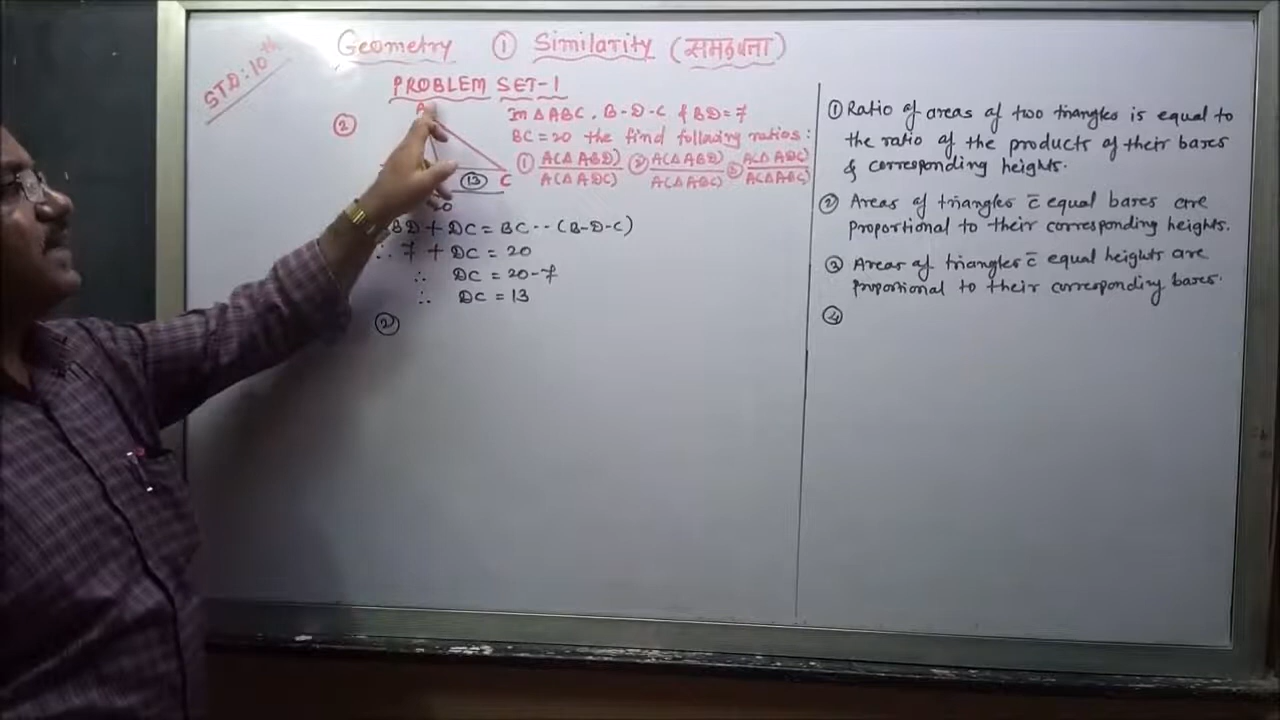 STD: 10th
Geometry ① Similarity (समरूपता)
PROBLEM SET-1
②
A
C
⑬
20
In △ABC, B-D-C & BD=7
BC=20 the find following ratios:
① A(△ABD)/A(△ADC) ② A(△ABD)/A(△ABC) ③ A(△ADC)/A(△ABC)
BD + DC = BC -- (B-D-C)
∴ 7 + DC = 20
∴ DC = 20-7
∴ DC = 13
②
① Ratio of areas of two triangles is equal to
the ratio of the products of their bases
& corresponding heights.
② Areas of triangles c̄ equal bases are
proportional to their corresponding heights.
③ Areas of triangles c̄ equal heights are
proportional to their corresponding bases.
④